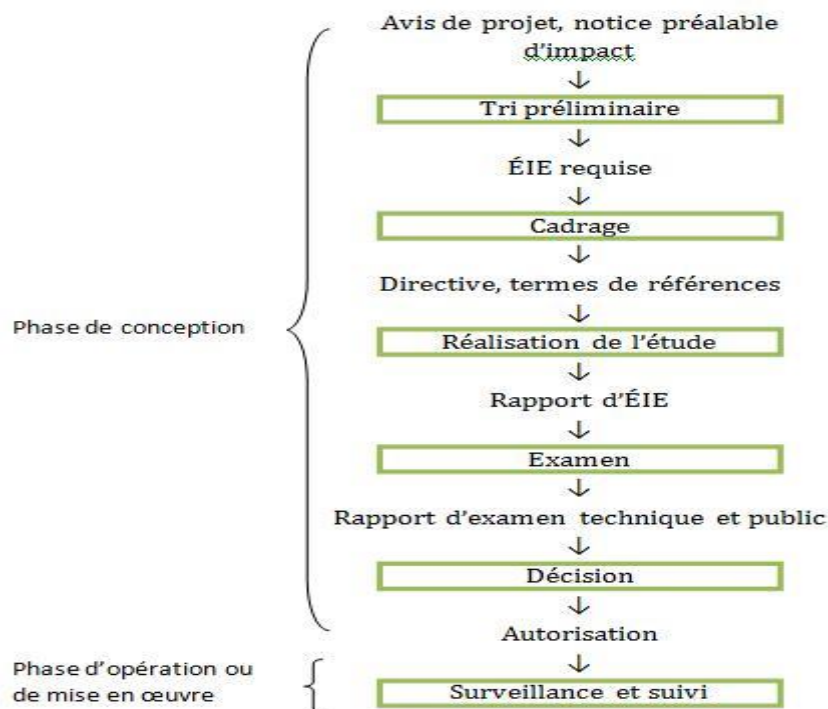 Avis de projet, notice préalable
d'impact
↓
Tri préliminaire
↓
ÉIE requise
↓
Cadrage
↓
Directive, termes de références
↓
Phase de conception
Réalisation de l'étude
↓
Rapport d'ÉIE
↓
Examen
↓
Rapport d'examen technique et public
↓
Décision
↓
Autorisation
↓
Phase d'opération ou
de mise en œuvre
Surveillance et suivi